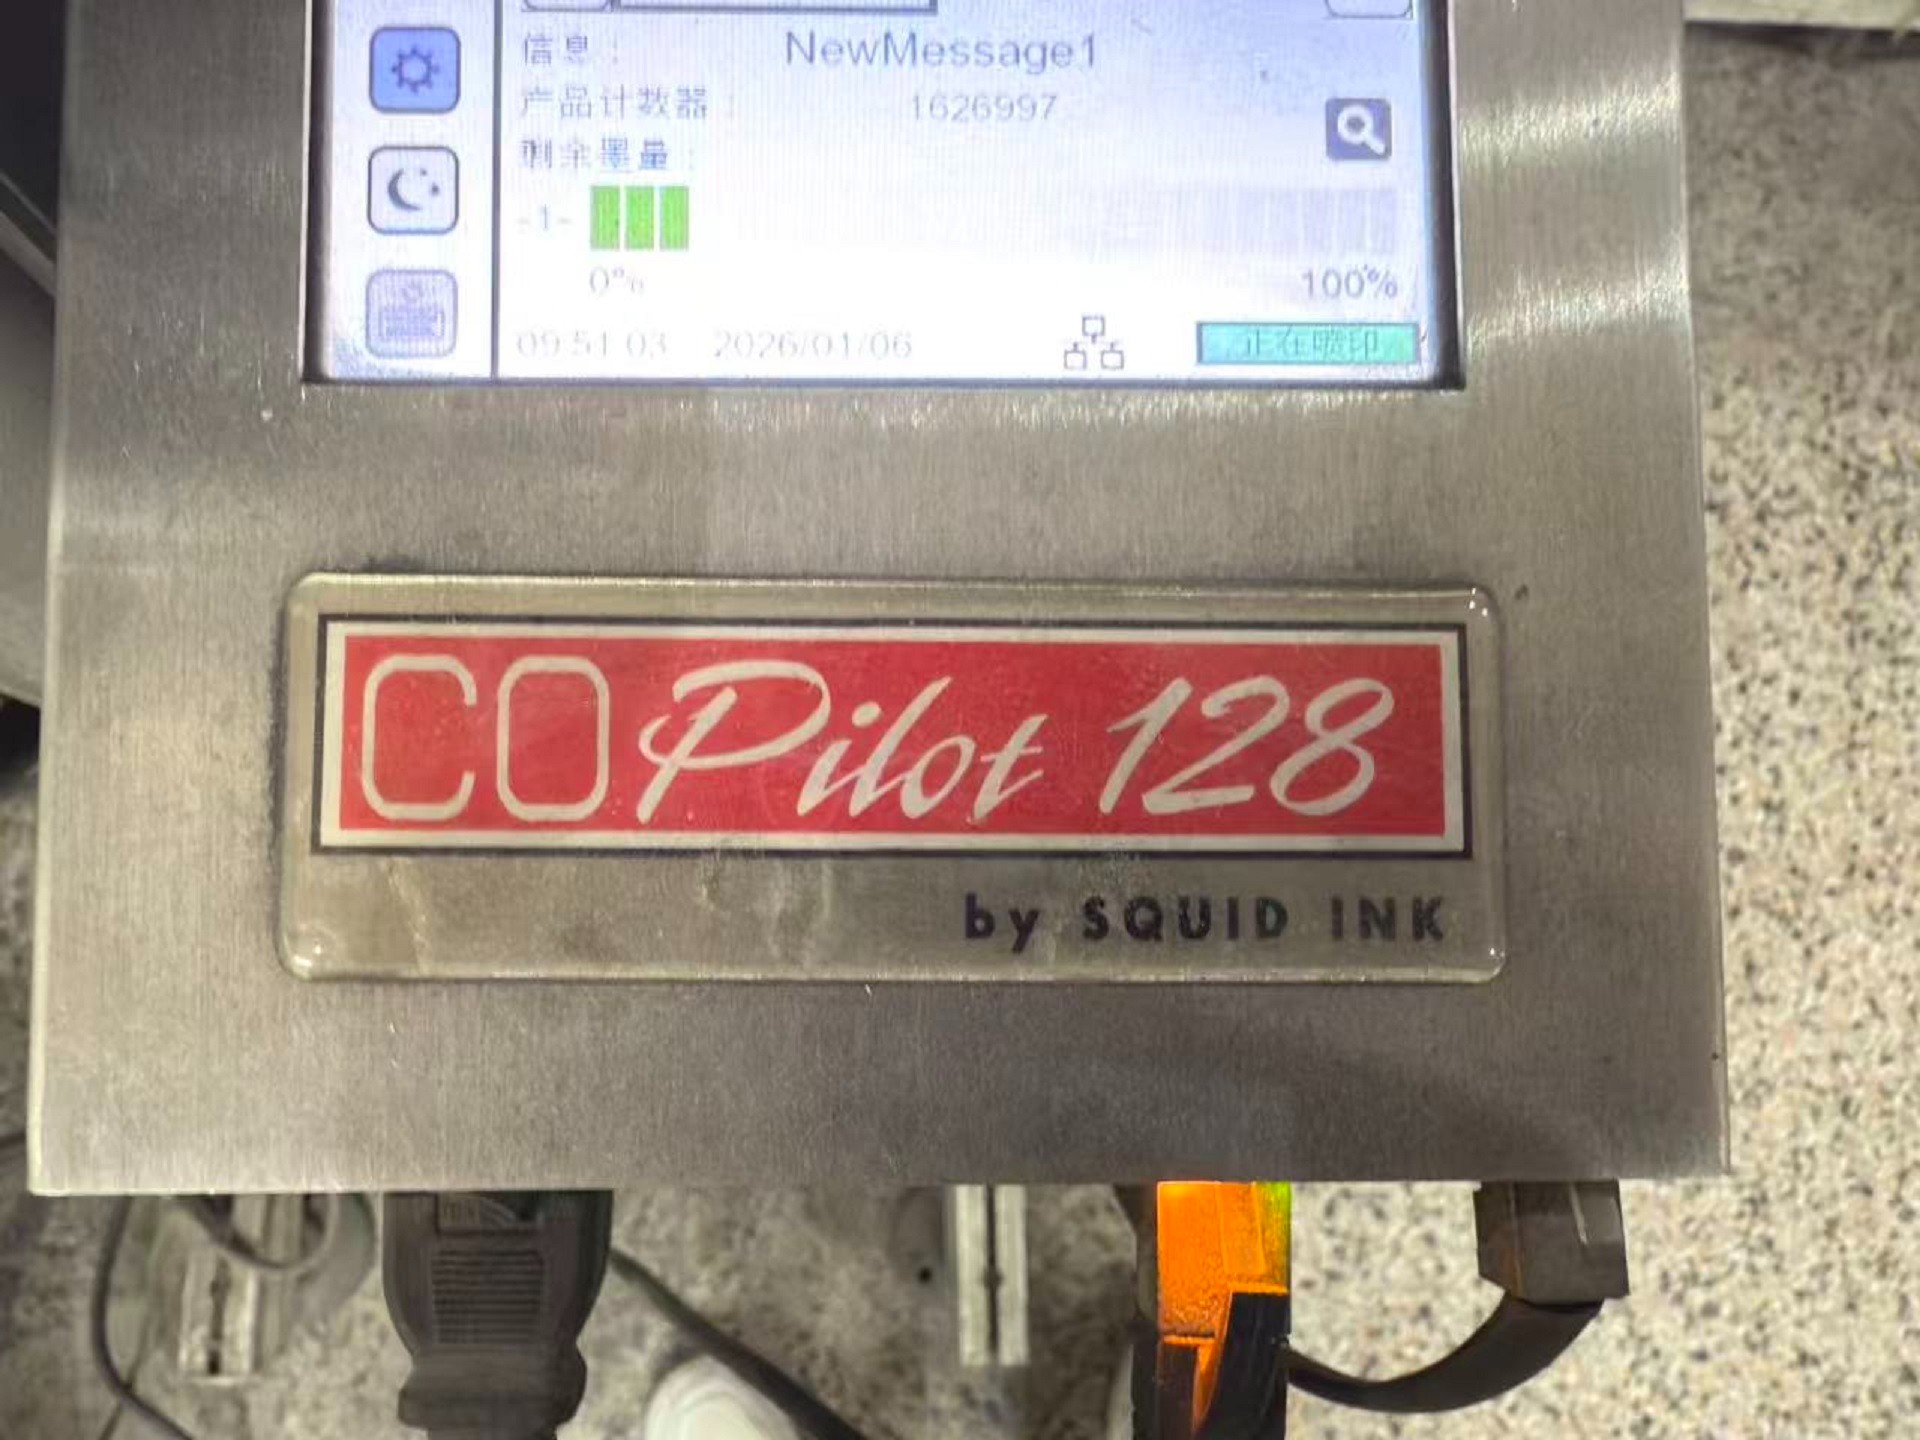 信息： NewMessage1
产品计数器： 1626997
剩余墨量：
-1-
0% 100%
09:51:03 2026/01/06 正在喷印
CO Pilot 128
by SQUID INK